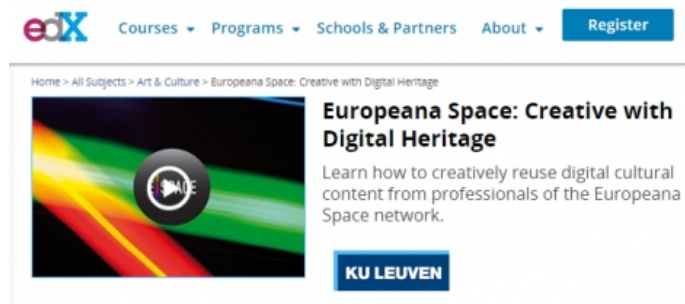 edX Courses Programs Schools & Partners About Register
Home > All Subjects > Art & Culture > Europeana Space: Creative with Digital Heritage
Europeana Space: Creative with
Digital Heritage
Learn how to creatively reuse digital cultural
content from professionals of the Europeana
Space network.
KU LEUVEN